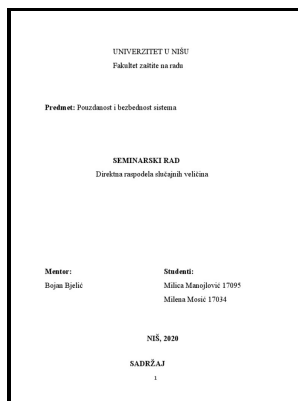 UNIVERZITET U NIŠU
Fakultet zaštite na radu
Predmet: Pouzdanost i bezbednost sistema
SEMINARSKI RAD
Direktna raspodela slučajnih veličina
Mentor:
Studenti:
Bojan Bjelić
Milica Manojlović 17095
Milena Mosić 17034
NIŠ, 2020
SADRŽAJ
1